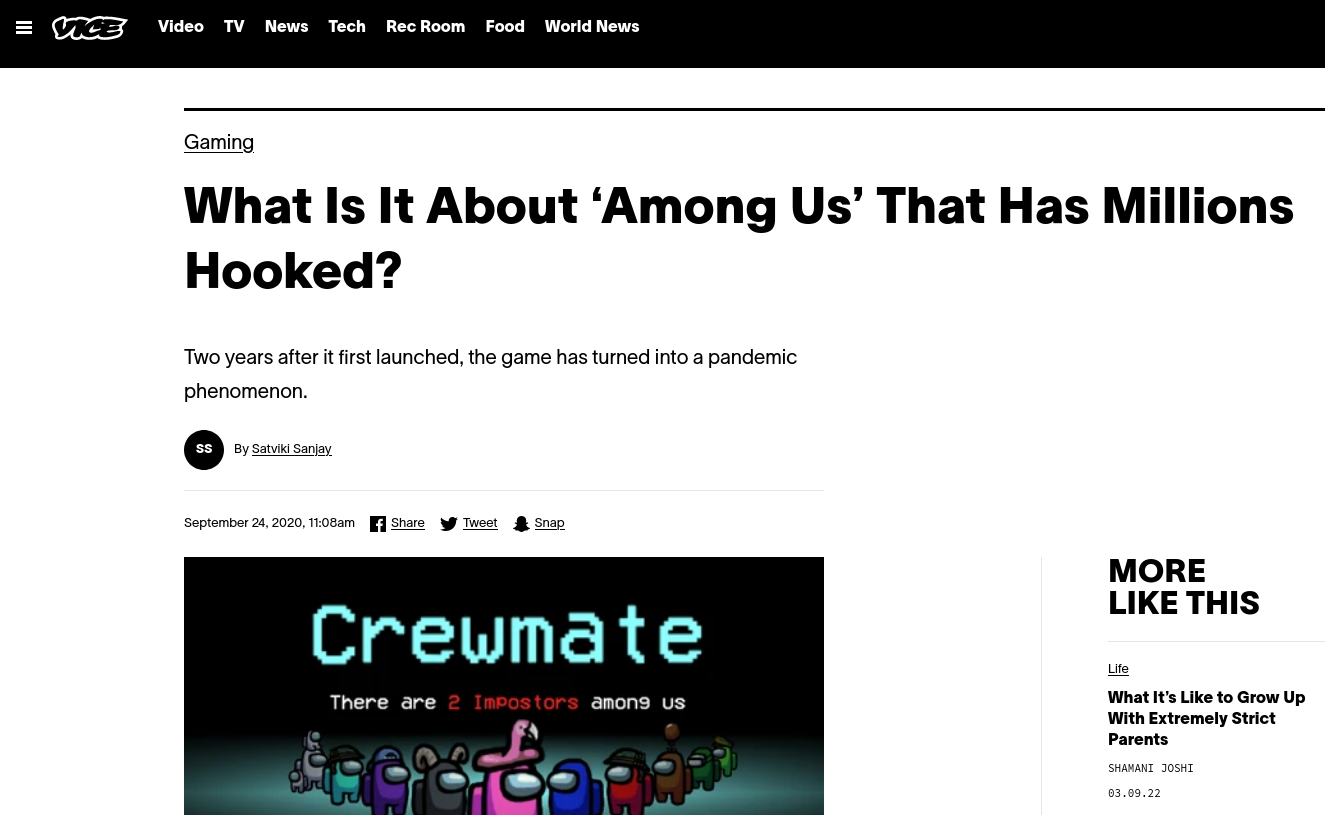 VICE
Video TV News Tech Rec Room Food World News
Gaming
What Is It About ‘Among Us’ That Has Millions
Hooked?
Two years after it first launched, the game has turned into a pandemic
phenomenon.
SS By Satviki Sanjay
September 24, 2020, 11:08am Share Tweet Snap
Crewmate
There are 2 Impostors among us
MORE
LIKE THIS
Life
What It’s Like to Grow Up
With Extremely Strict
Parents
SHAMANI JOSHI
03.09.22